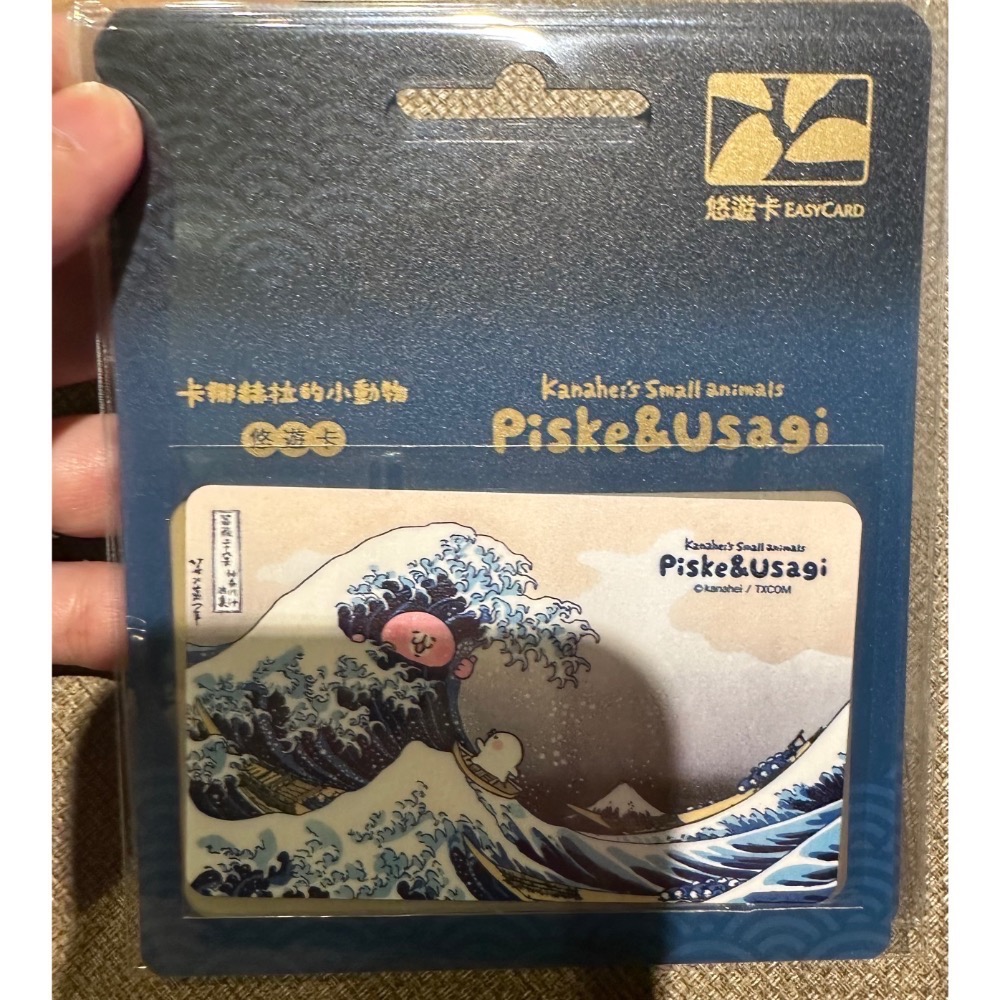 悠遊卡 EASYCARD
卡娜赫拉的小動物
悠遊卡
Kanahei's Small animals
Piske&Usagi
Kanahei's Small animals
Piske&Usagi
©kanahei / TXCOM